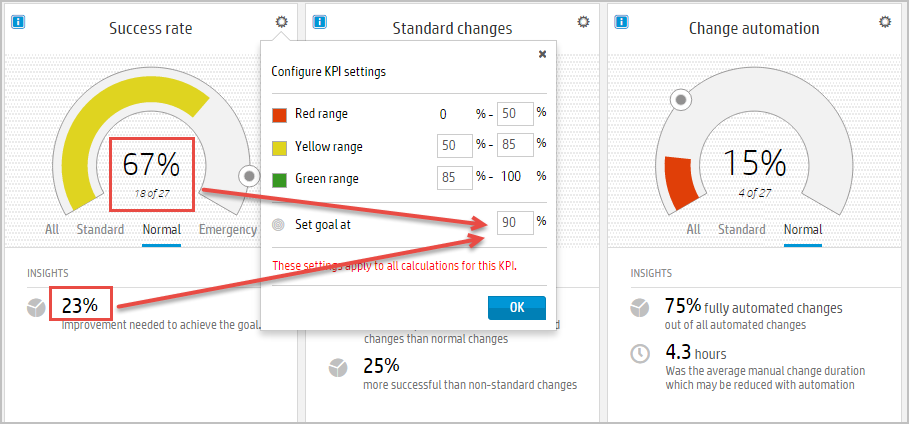 Success rate
67%
18 of 27
All Standard Normal Emergency
INSIGHTS
23%
Improvement needed to achieve the goal.
Standard changes
Configure KPI settings
Red range 0 % - 50 %
Yellow range 50 % - 85 %
Green range 85 % - 100 %
Set goal at 90 %
These settings apply to all calculations for this KPI.
OK
changes than normal changes
25%
more successful than non-standard changes
Change automation
15%
4 of 27
All Standard Normal
INSIGHTS
75% fully automated changes
out of all automated changes
4.3 hours
Was the average manual change duration
which may be reduced with automation